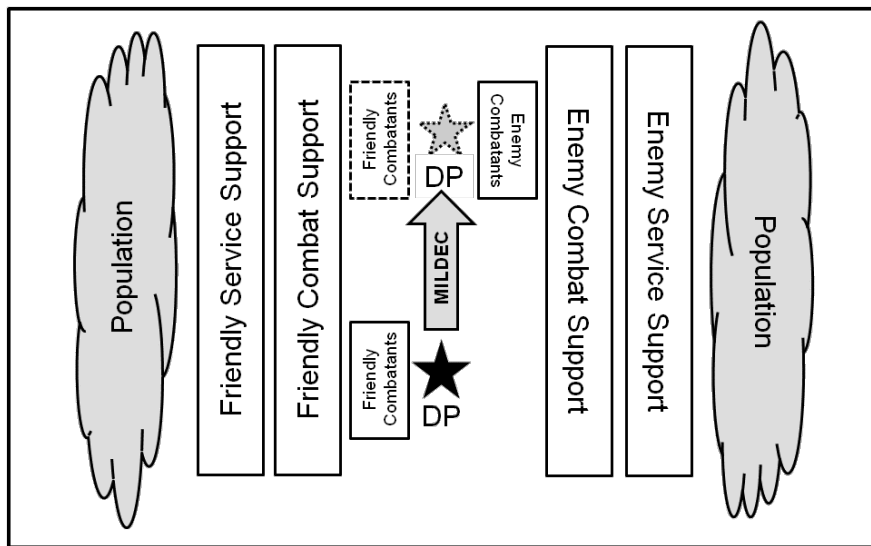 Population
Friendly Service Support
Friendly Combat Support
Friendly
Combatants
DP
Enemy
Combatants
MILDEC
Friendly
Combatants
DP
Enemy Combat Support
Enemy Service Support
Population